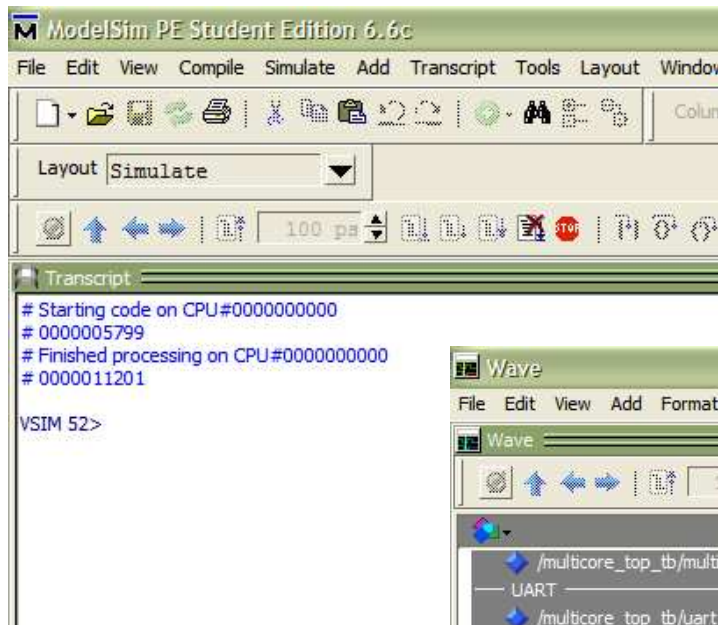 ModelSim PE Student Edition 6.6c
File Edit View Compile Simulate Add Transcript Tools Layout Window
Layout Simulate
100 ps STOP
Transcript
# Starting code on CPU#0000000000
# 0000005799
# Finished processing on CPU#0000000000
# 0000011201
VSIM 52>
Wave
File Edit View Add Format
Wave
/multicore_top_tb/multi
UART
/multicore_top_tb/uart